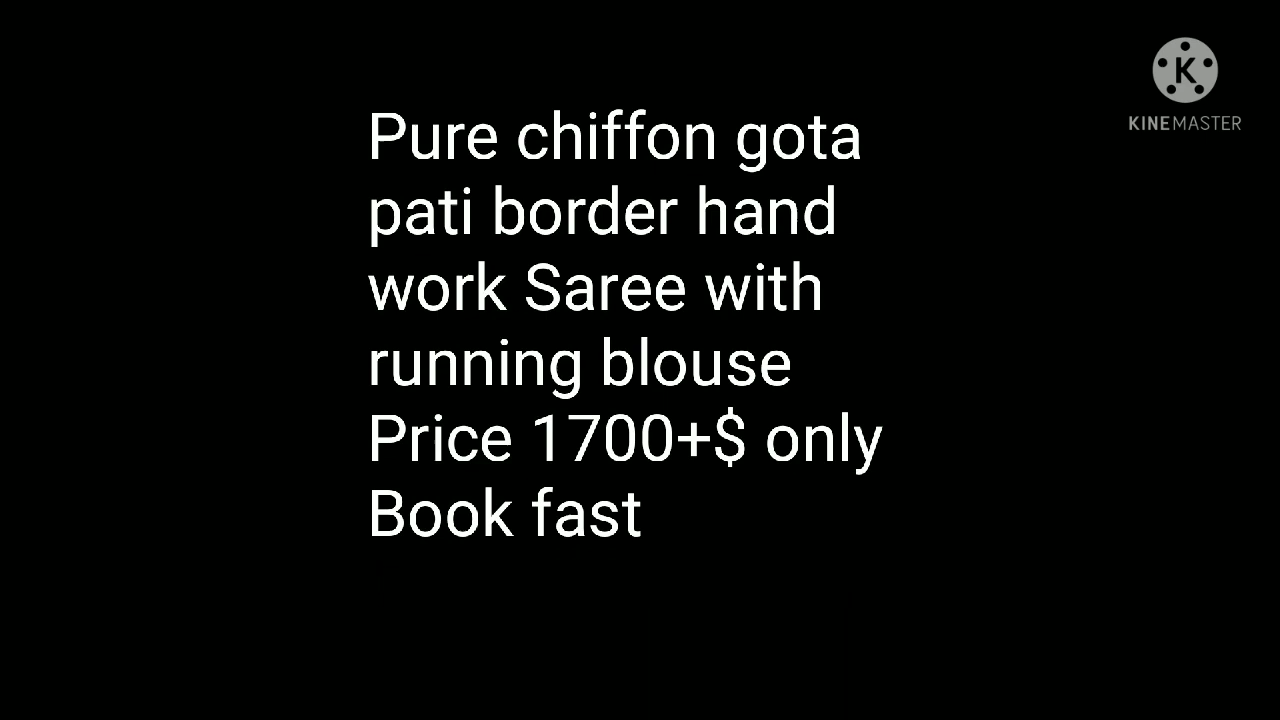 Pure chiffon gota
pati border hand
work Saree with
running blouse
Price 1700+$ only
Book fast
K
KINEMASTER